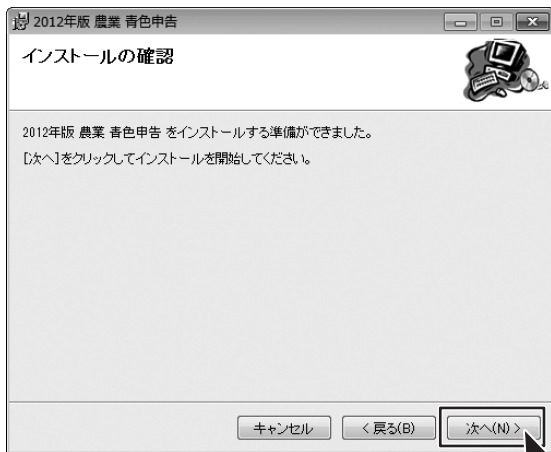 2012年版 農業 青色申告
インストールの確認
2012年版 農業 青色申告 をインストールする準備ができました。
[次へ]をクリックしてインストールを開始してください。
キャンセル
< 戻る(B)
次へ(N) >